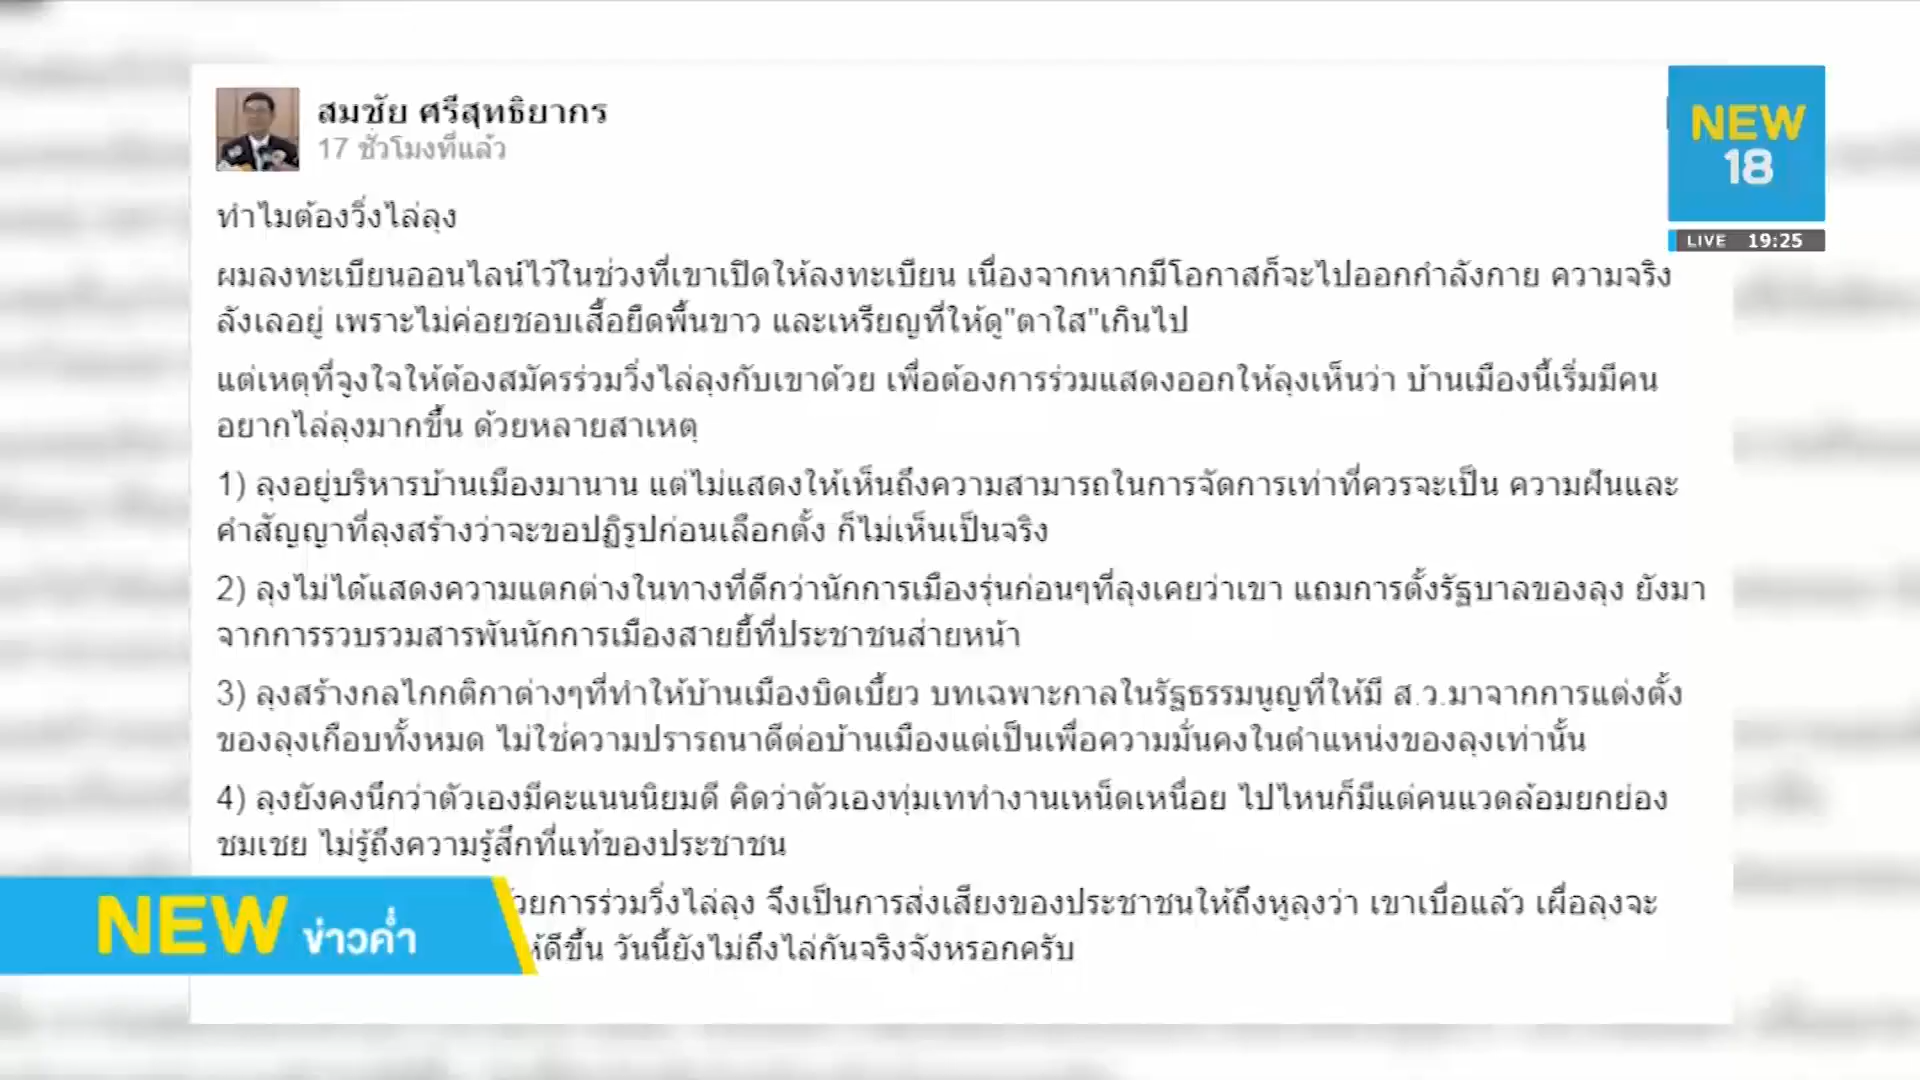 สมชัย ศรีสุทธิยากร
17 ชั่วโมงที่แล้ว
NEW
18
LIVE 19:25
ทำไมต้องวิ่งไล่ลุง
ผมลงทะเบียนออนไลน์ไว้ในช่วงที่เขาเปิดให้ลงทะเบียน เนื่องจากหากมีโอกาสก็จะไปออกกำลังกาย ความจริง
ลังเลอยู่ เพราะไม่ค่อยชอบเสื้อยืดพื้นขาว และเหรียญที่ให้ดู"ตาใส"เกินไป
แต่เหตุที่จูงใจให้ต้องสมัครร่วมวิ่งไล่ลุงกับเขาด้วย เพื่อต้องการร่วมแสดงออกให้ลุงเห็นว่า บ้านเมืองนี้เริ่มมีคน
อยากไล่ลุงมากขึ้น ด้วยหลายสาเหตุ
1) ลุงอยู่บริหารบ้านเมืองมานาน แต่ไม่แสดงให้เห็นถึงความสามารถในการจัดการเท่าที่ควรจะเป็น ความฝันและ
คำสัญญาที่ลุงสร้างว่าจะขอปฏิรูปก่อนเลือกตั้ง ก็ไม่เห็นเป็นจริง
2) ลุงไม่ได้แสดงความแตกต่างในทางที่ดีกว่านักการเมืองรุ่นก่อนๆที่ลุงเคยว่าเขา แถมการตั้งรัฐบาลของลุง ยังมา
จากการรวบรวมสารพันนักการเมืองสายยี้ที่ประชาชนส่ายหน้า
3) ลุงสร้างกลไกกติกาต่างๆที่ทำให้บ้านเมืองบิดเบี้ยว บทเฉพาะกาลในรัฐธรรมนูญที่ให้มี ส.ว.มาจากการแต่งตั้ง
ของลุงเกือบทั้งหมด ไม่ใช่ความปรารถนาดีต่อบ้านเมืองแต่เป็นเพื่อความมั่นคงในตำแหน่งของลุงเท่านั้น
4) ลุงยังคงนึกว่าตัวเองมีคะแนนนิยมดี คิดว่าตัวเองทุ่มเททำงานเหน็ดเหนื่อย ไปไหนก็มีแต่คนแวดล้อมยกย่อง
ชมเชย ไม่รู้ถึงความรู้สึกที่แท้ของประชาชน
การร่วมวิ่งไล่ลุง จึงเป็นการส่งเสียงของประชาชนให้ถึงหูลุงว่า เขาเบื่อแล้ว เผื่อลุงจะ
ดีขึ้น วันนี้ยังไม่ถึงไล่กันจริงจังหรอกครับ
NEW ข่าวค่ำ